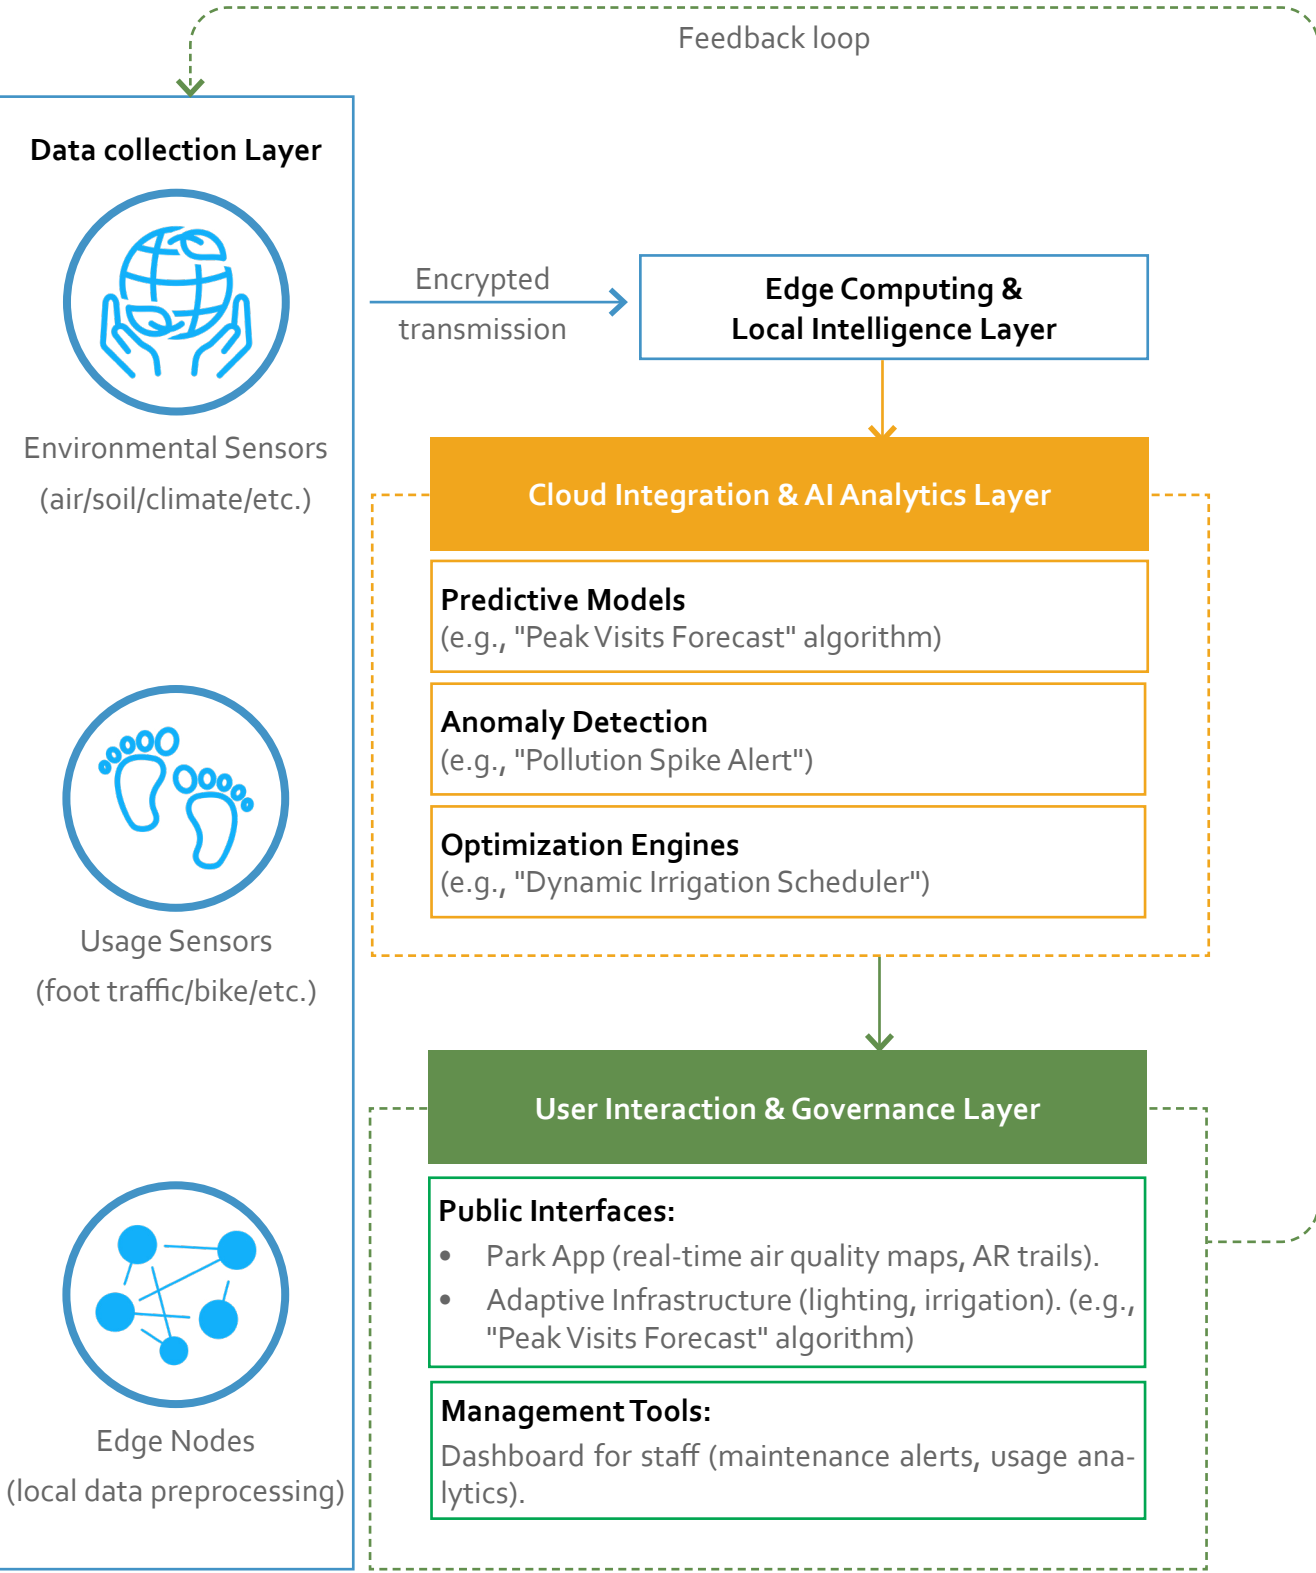 Feedback loop
Data collection Layer
Environmental Sensors
(air/soil/climate/etc.)
Usage Sensors
(foot traffic/bike/etc.)
Edge Nodes
(local data preprocessing)
Encrypted
transmission
Edge Computing &
Local Intelligence Layer
Cloud Integration & AI Analytics Layer
Predictive Models
(e.g., "Peak Visits Forecast" algorithm)
Anomaly Detection
(e.g., "Pollution Spike Alert")
Optimization Engines
(e.g., "Dynamic Irrigation Scheduler")
User Interaction & Governance Layer
Public Interfaces:
• Park App (real-time air quality maps, AR trails).
• Adaptive Infrastructure (lighting, irrigation). (e.g.,
"Peak Visits Forecast" algorithm)
Management Tools:
Dashboard for staff (maintenance alerts, usage ana-
lytics).